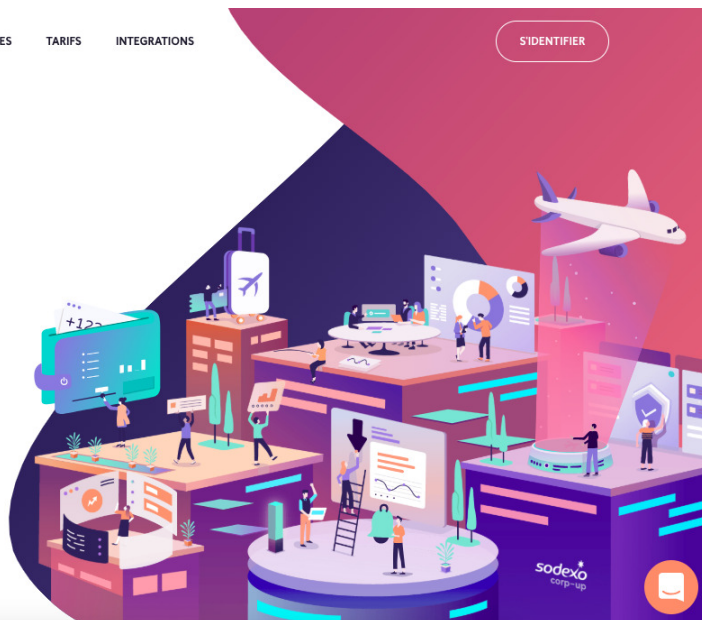 ES
TARIFS
INTEGRATIONS
S'IDENTIFIER
+123
sodexo
corp-up